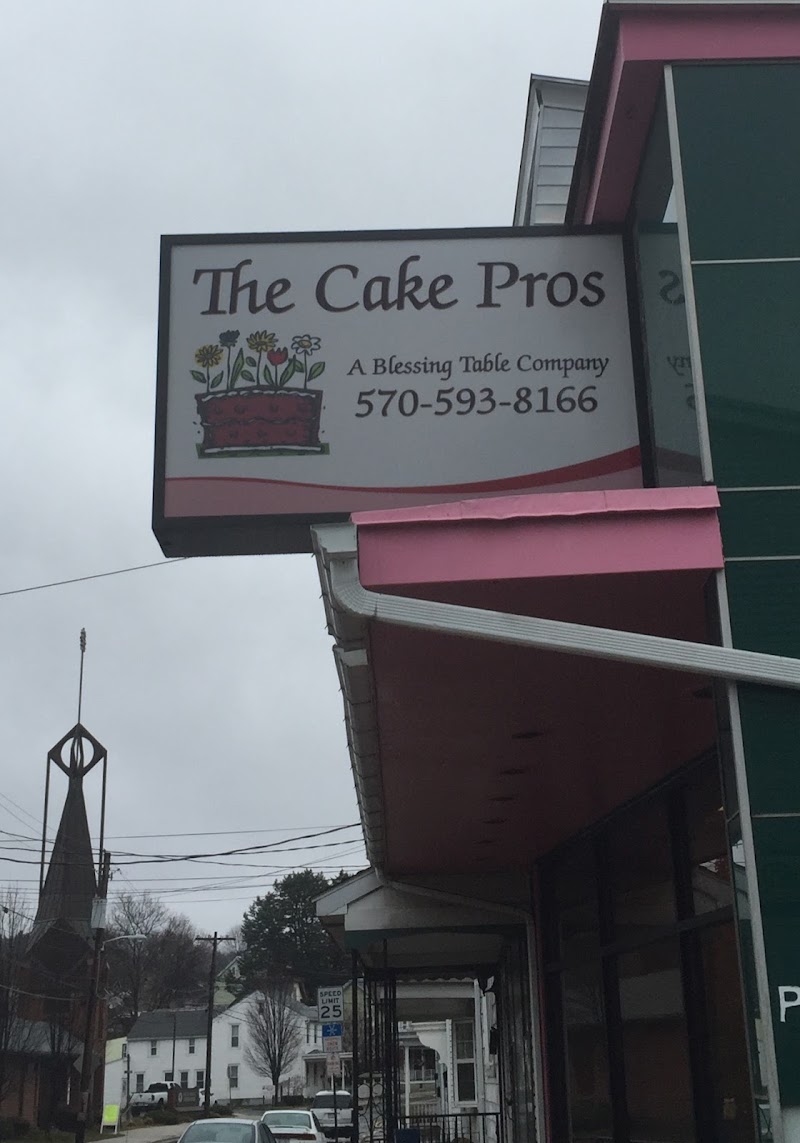 The Cake Pros
A Blessing Table Company
570-593-8166
SPEED
LIMIT
25
P